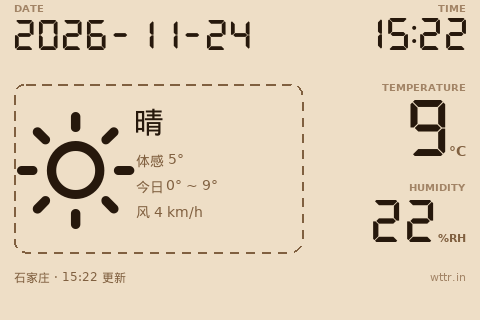 DATE
2026-11-24
TIME
15:22
晴
体感 5°
今日 0° ~ 9°
风 4 km/h
TEMPERATURE
9 °C
HUMIDITY
22 %RH
石家庄 · 15:22 更新
wttr.in